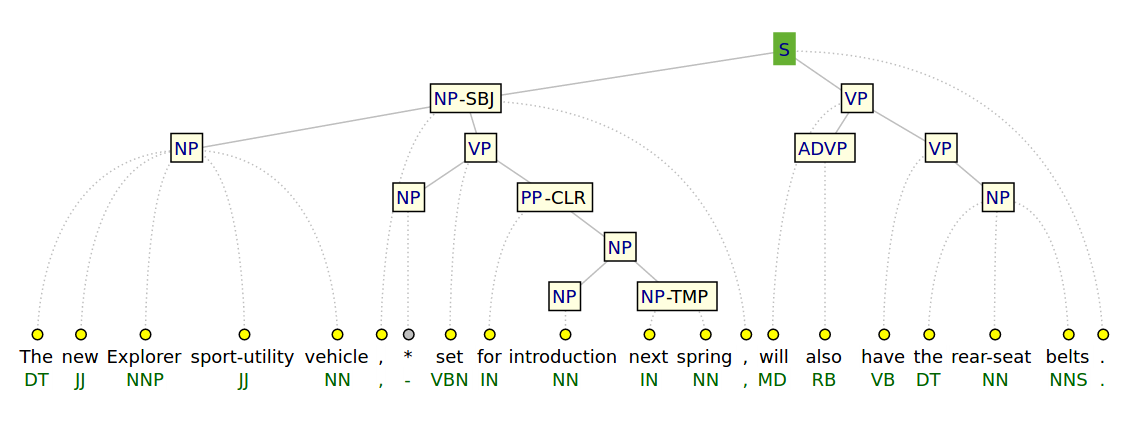 S
NP-SBJ VP
NP VP ADVP VP
NP PP-CLR NP
NP
NP NP-TMP
The new Explorer sport-utility vehicle , * set for introduction next spring , will also have the rear-seat belts .
DT JJ NNP JJ NN , - VBN IN NN IN NN , MD RB VB DT NN NNS .